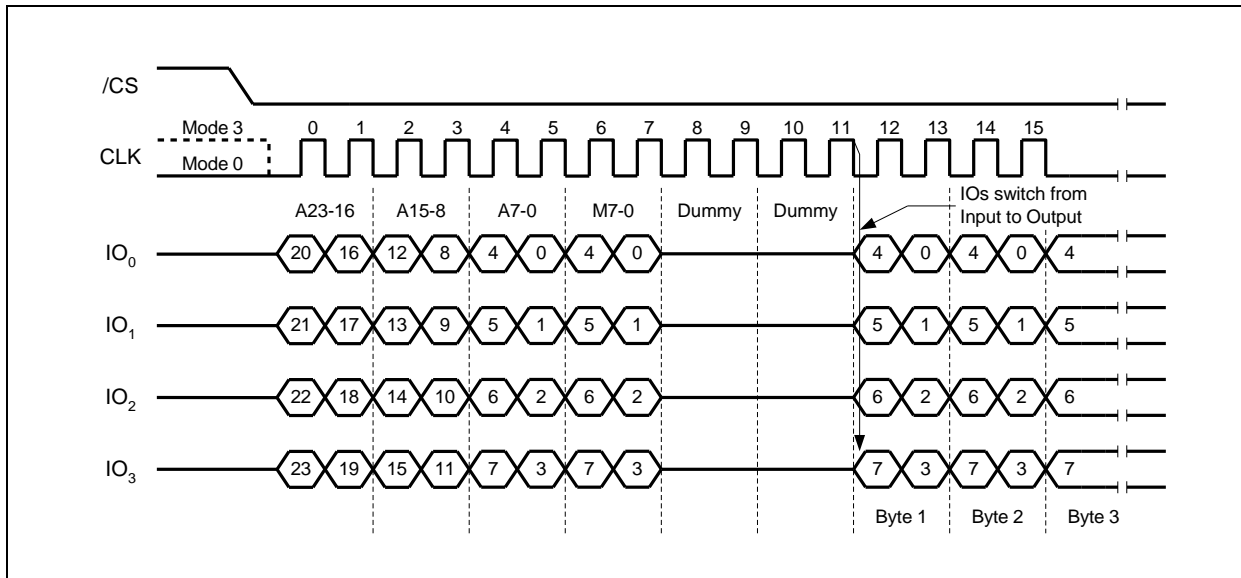 /CS
Mode 3 0 1 2 3 4 5 6 7 8 9 10 11 12 13 14 15
CLK
Mode 0
IOs switch from
Input to Output
A23-16 A15-8 A7-0 M7-0 Dummy Dummy
IO0 20 16 12 8 4 0 4 0 4 0 4 0 4
IO1 21 17 13 9 5 1 5 1 5 1 5 1 5
IO2 22 18 14 10 6 2 6 2 6 2 6 2 6
IO3 23 19 15 11 7 3 7 3 7 3 7 3 7
Byte 1 Byte 2 Byte 3